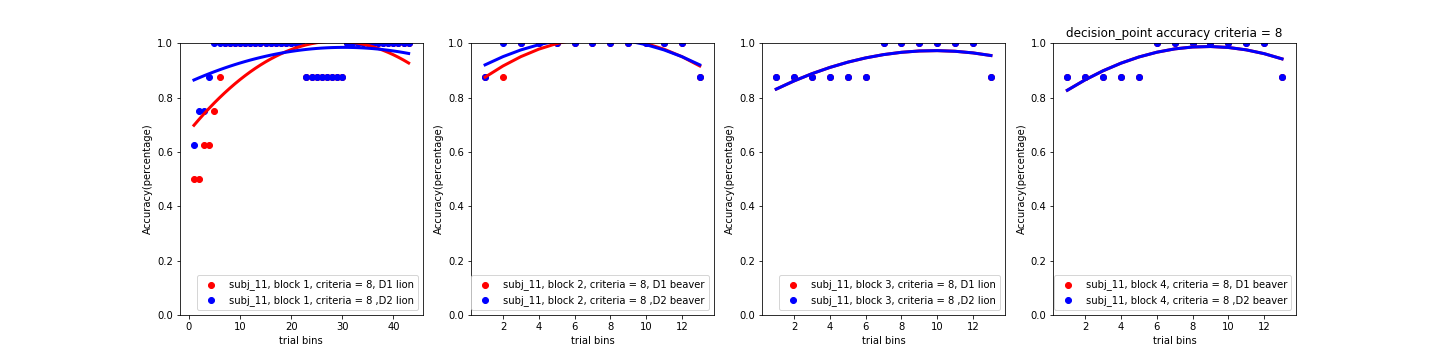 decision_point accuracy criteria = 8
1.0
0.8
0.6
0.4
0.2
0.0
Accuracy(percentage)
0 10 20 30 40
trial bins
subj_11, block 1, criteria = 8, D1 lion
subj_11, block 1, criteria = 8 ,D2 lion
1.0
0.8
0.6
0.4
0.2
0.0
Accuracy(percentage)
2 4 6 8 10 12
trial bins
subj_11, block 2, criteria = 8, D1 beaver
subj_11, block 2, criteria = 8 ,D2 beaver
1.0
0.8
0.6
0.4
0.2
0.0
Accuracy(percentage)
2 4 6 8 10 12
trial bins
subj_11, block 3, criteria = 8, D1 lion
subj_11, block 3, criteria = 8 ,D2 lion
1.0
0.8
0.6
0.4
0.2
0.0
Accuracy(percentage)
2 4 6 8 10 12
trial bins
subj_11, block 4, criteria = 8, D1 beaver
subj_11, block 4, criteria = 8 ,D2 beaver